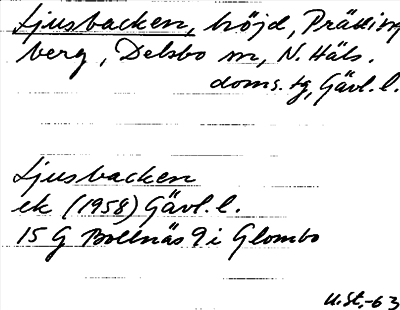 Ljusbacken, höjd, Prästberg
berg, Delsbo sn, N. Häls.
doms. tg, Gävl. l.
Ljusbacken
ek (1958) Gävl. l.
15 G Bollnäs 9 i Glombo
U.St.-63